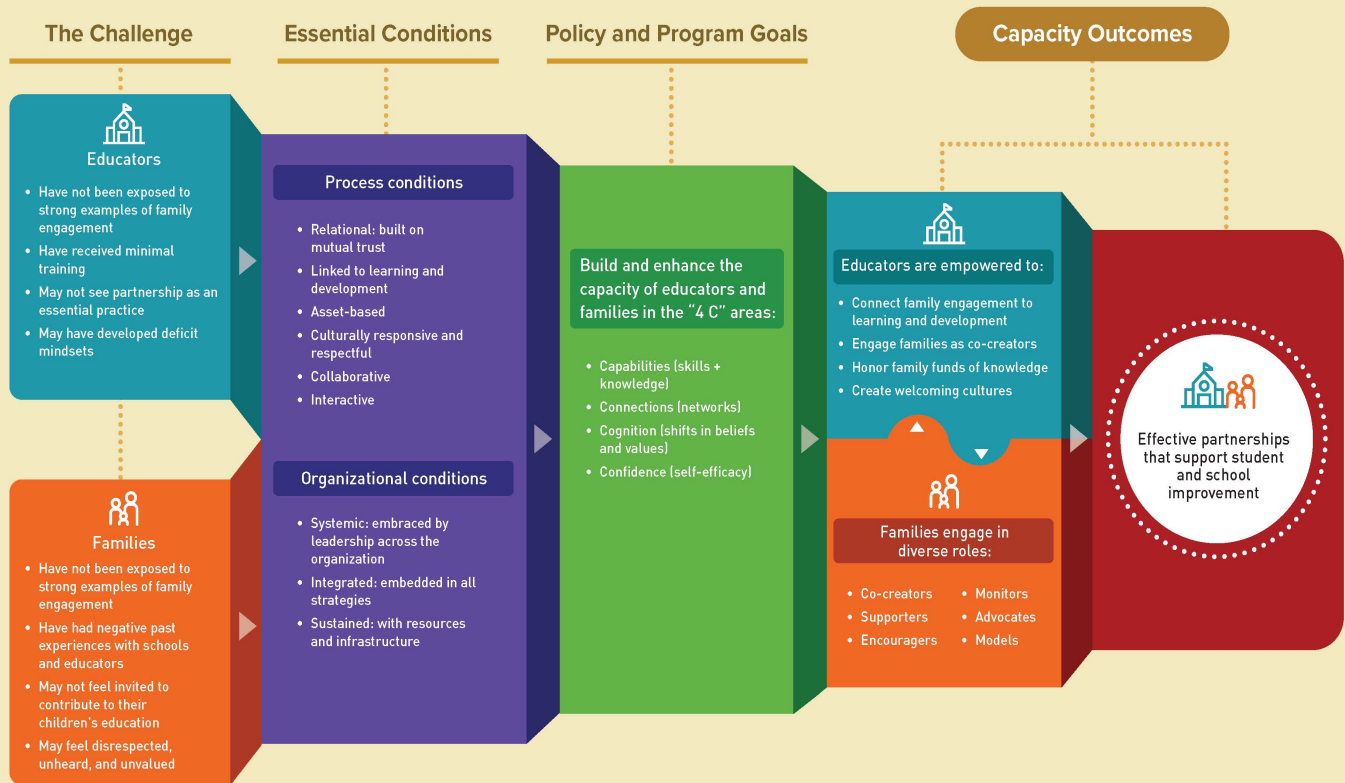 The Challenge
Essential Conditions
Policy and Program Goals
Capacity Outcomes
Educators
• Have not been exposed to
strong examples of family
engagement
• Have received minimal
training
• May not see partnership as an
essential practice
• May have developed deficit
mindsets
Families
• Have not been exposed to
strong examples of family
engagement
• Have had negative past
experiences with schools
and educators
• May not feel invited to
contribute to their
children's education
• May feel disrespected,
unheard, and unvalued
Process conditions
• Relational: built on
mutual trust
• Linked to learning and
development
• Asset-based
• Culturally responsive and
respectful
• Collaborative
• Interactive
Organizational conditions
• Systemic: embraced by
leadership across the
organization
• Integrated: embedded in all
strategies
• Sustained: with resources
and infrastructure
Build and enhance the
capacity of educators and
families in the “4 C” areas:
• Capabilities (skills +
knowledge)
• Connections (networks)
• Cognition (shifts in beliefs
and values)
• Confidence (self-efficacy)
Educators are empowered to:
• Connect family engagement to
learning and development
• Engage families as co-creators
• Honor family funds of knowledge
• Create welcoming cultures
Families engage in
diverse roles:
• Co-creators
• Supporters
• Encouragers
• Monitors
• Advocates
• Models
Effective partnerships
that support student
and school
improvement